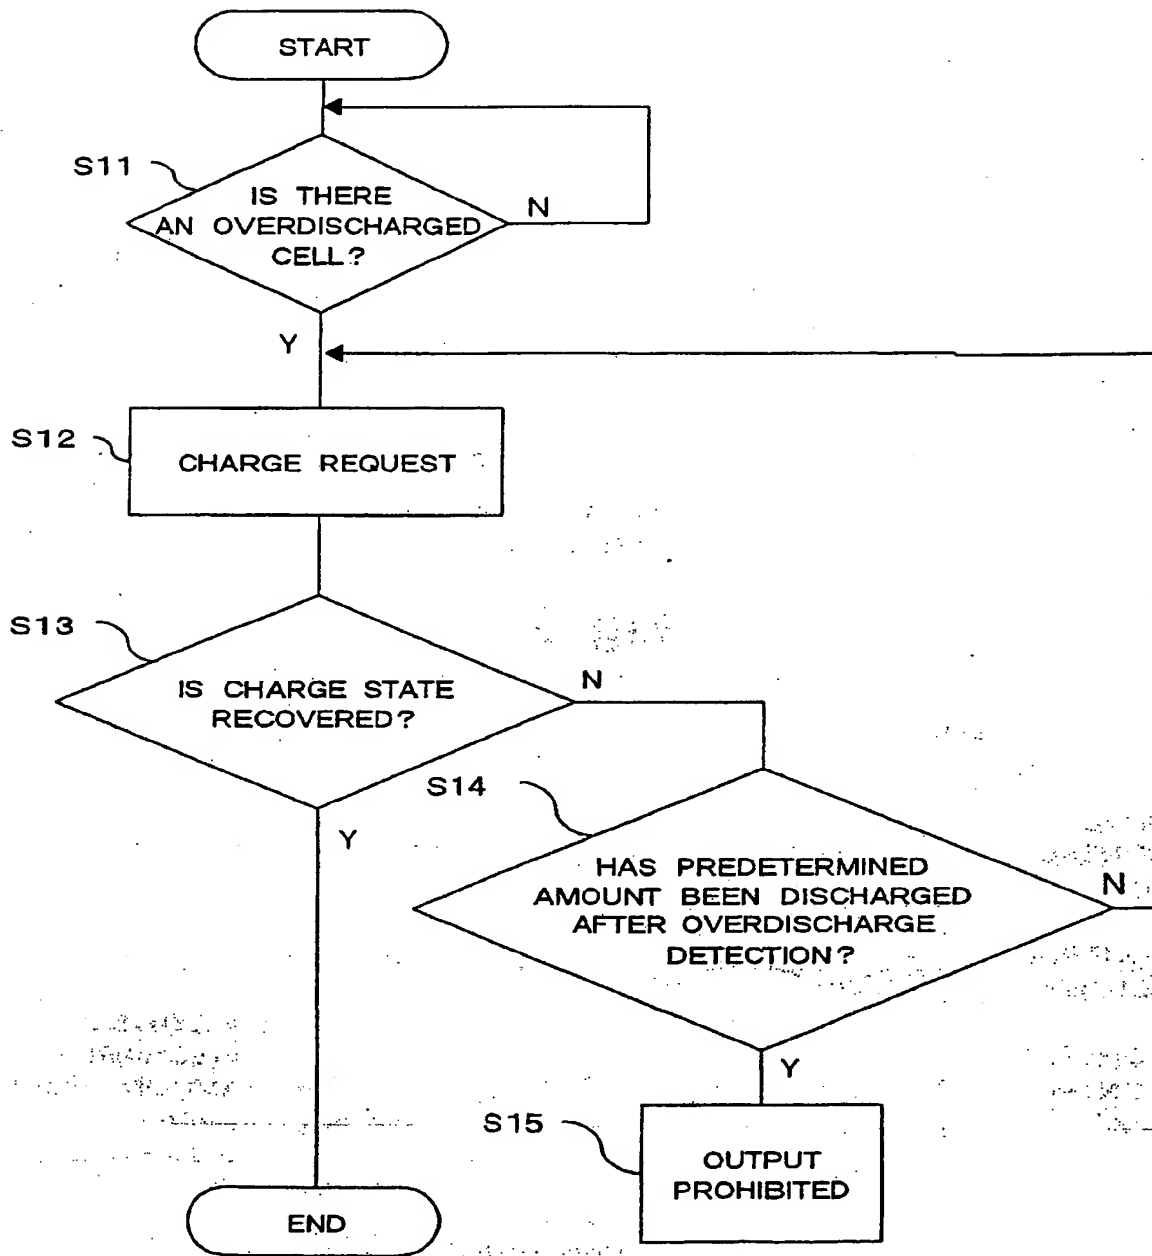 START
S11
IS THERE
AN OVERDISCHARGED
CELL?
N
Y
S12
CHARGE REQUEST
S13
IS CHARGE STATE
RECOVERED?
N
Y
S14
HAS PREDETERMINED
AMOUNT BEEN DISCHARGED
AFTER OVERDISCHARGE
DETECTION?
N
Y
S15
OUTPUT
PROHIBITED
END